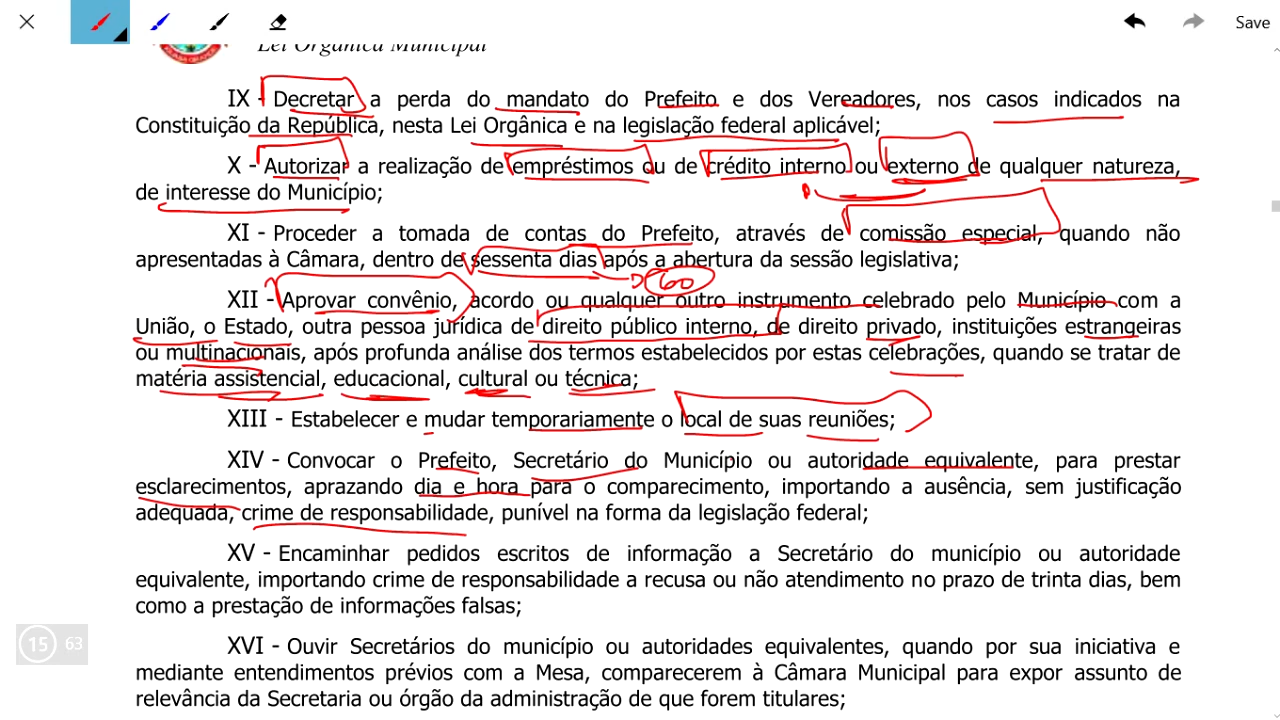 Save
Lei Orgânica Municipal
IX - Decretar a perda do mandato do Prefeito e dos Vereadores, nos casos indicados na
Constituição da República, nesta Lei Orgânica e na legislação federal aplicável;
X - Autorizar a realização de empréstimos ou de crédito interno ou externo de qualquer natureza,
de interesse do Município;
XI - Proceder a tomada de contas do Prefeito, através de comissão especial, quando não
apresentadas à Câmara, dentro de sessenta dias após a abertura da sessão legislativa;
60
XII - Aprovar convênio, acordo ou qualquer outro instrumento celebrado pelo Município com a
União, o Estado, outra pessoa jurídica de direito público interno, de direito privado, instituições estrangeiras
ou multinacionais, após profunda análise dos termos estabelecidos por estas celebrações, quando se tratar de
matéria assistencial, educacional, cultural ou técnica;
XIII - Estabelecer e mudar temporariamente o local de suas reuniões;
XIV - Convocar o Prefeito, Secretário do Município ou autoridade equivalente, para prestar
esclarecimentos, aprazando dia e hora para o comparecimento, importando a ausência, sem justificação
adequada, crime de responsabilidade, punível na forma da legislação federal;
XV - Encaminhar pedidos escritos de informação a Secretário do município ou autoridade
equivalente, importando crime de responsabilidade a recusa ou não atendimento no prazo de trinta dias, bem
como a prestação de informações falsas;
15 63
XVI - Ouvir Secretários do município ou autoridades equivalentes, quando por sua iniciativa e
mediante entendimentos prévios com a Mesa, comparecerem à Câmara Municipal para expor assunto de
relevância da Secretaria ou órgão da administração de que forem titulares;